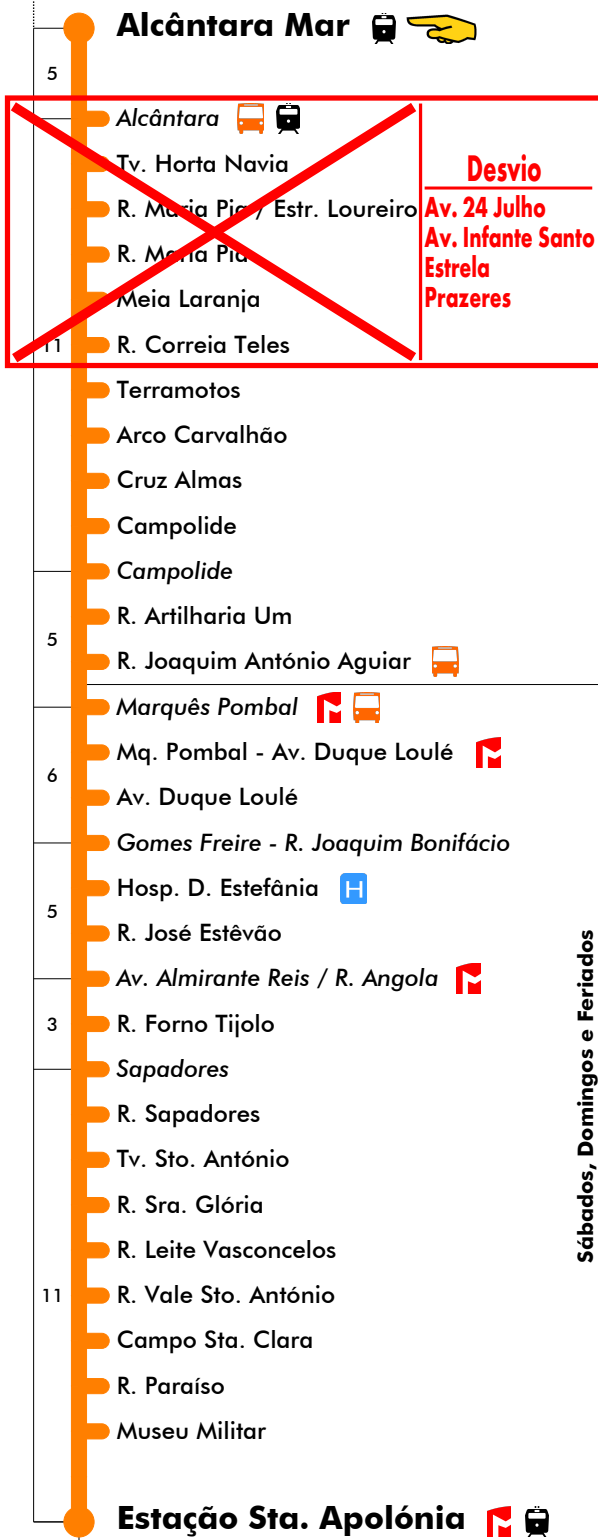 Alcântara Mar
5
Alcântara
Tv. Horta Navia
R. Maria Pia / Estr. Loureiro
R. Maria Pia
Meia Laranja
11
R. Correia Teles
Desvio
Av. 24 Julho
Av. Infante Santo
Estrela
Prazeres
Terramotos
Arco Carvalhão
Cruz Almas
Campolide
Campolide
R. Artilharia Um
5
R. Joaquim António Aguiar
Marquês Pombal
Mq. Pombal - Av. Duque Loulé
6
Av. Duque Loulé
Gomes Freire - R. Joaquim Bonifácio
Hosp. D. Estefânia H
5
R. José Estêvão
Av. Almirante Reis / R. Angola
3
R. Forno Tijolo
Sapadores
R. Sapadores
Tv. Sto. António
R. Sra. Glória
R. Leite Vasconcelos
11
R. Vale Sto. António
Campo Sta. Clara
R. Paraíso
Museu Militar
Estação Sta. Apolónia
Sábados, Domingos e Feriados